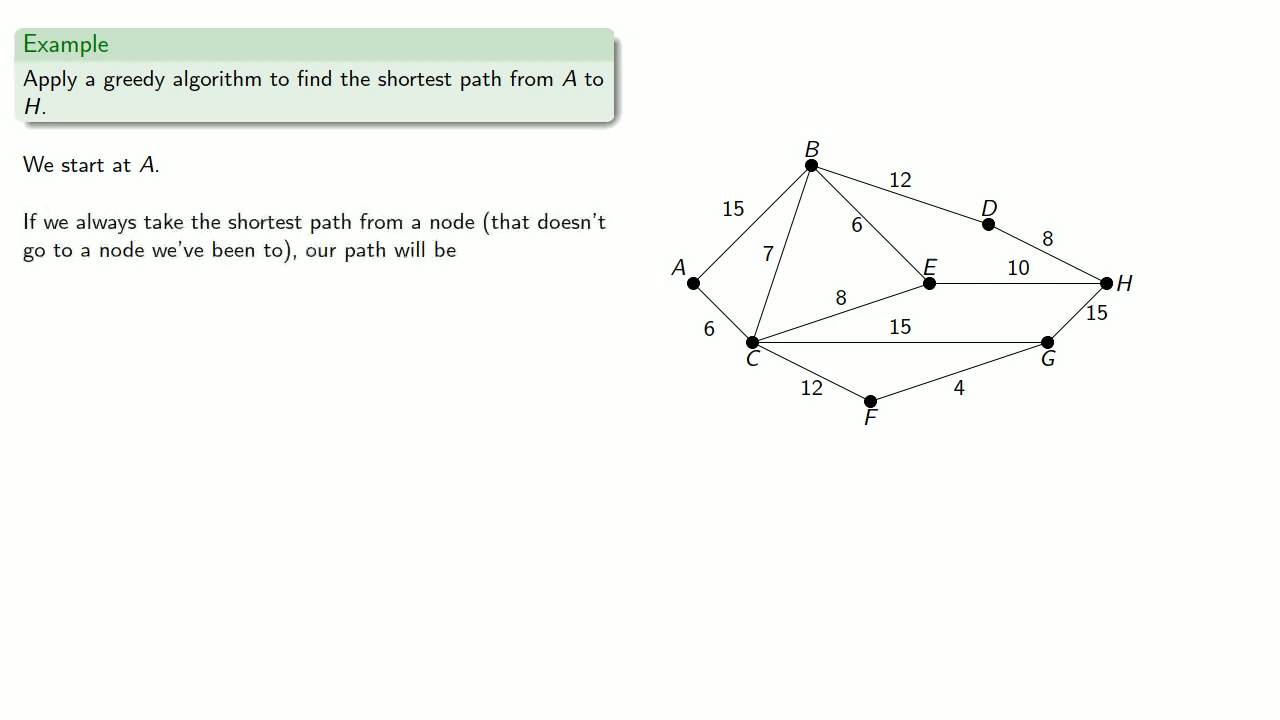 Example
Apply a greedy algorithm to find the shortest path from A to
H.
We start at A.
If we always take the shortest path from a node (that doesn't
go to a node we've been to), our path will be
B
12
15
D
6
8
7
A
E
10
H
8
6
15
15
C
G
12
4
F